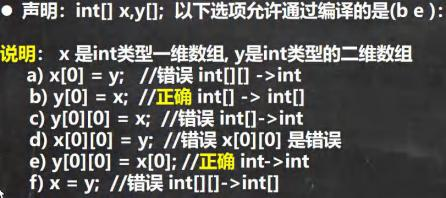 ● 声明：int[] x,y[]; 以下选项允许通过编译的是(b e )：
说明： x 是int类型一维数组, y是int类型的二维数组
a) x[0] = y; //错误 int[][] ->int
b) y[0] = x; //正确 int[] -> int[]
c) y[0][0] = x; //错误 int[]->int
d) x[0][0] = y; //错误 x[0][0] 是错误
e) y[0][0] = x[0]; //正确 int->int
f) x = y; //错误 int[][]->int[]